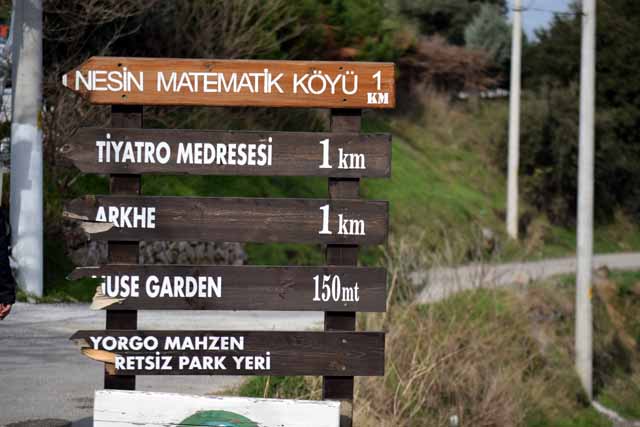 NESIN MATEMATİK KÖYÜ 1 KM
TİYATRO MEDRESESİ 1 km
ARKHE 1 km
USE GARDEN 150mt
YORGO MAHZEN
RETSİZ PARK YERİ